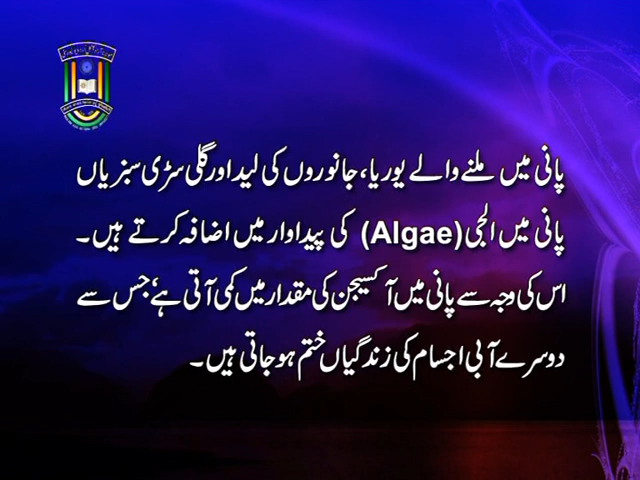 پانی میں ملنے والے یوریا، جانوروں کی لید اور گلی سڑی سبزیاں
پانی میں الجی (Algae) کی پیداوار میں اضافہ کرتے ہیں۔
اس کی وجہ سے پانی میں آکسیجن کی مقدار میں کمی آتی ہے‘ جس سے
دوسرے آبی اجسام کی زندگیاں ختم ہوجاتی ہیں۔